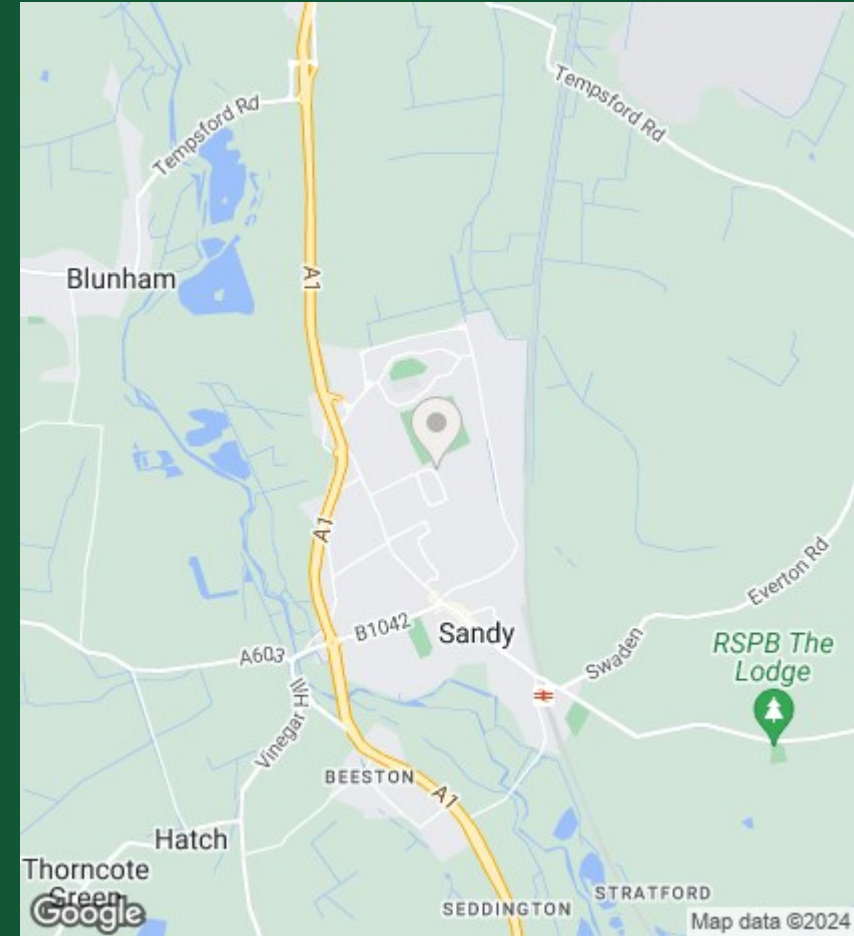 Tempsford Rd
Tempsford Rd
Blunham
A1
A1
Everton Rd
B1042
Sandy
Swaden
RSPB The
Lodge
A603
Vinegar Hill
BEESTON
A1
Hatch
Thorncote
Green
STRATFORD
SEDDINGTON
Google
Map data ©2024